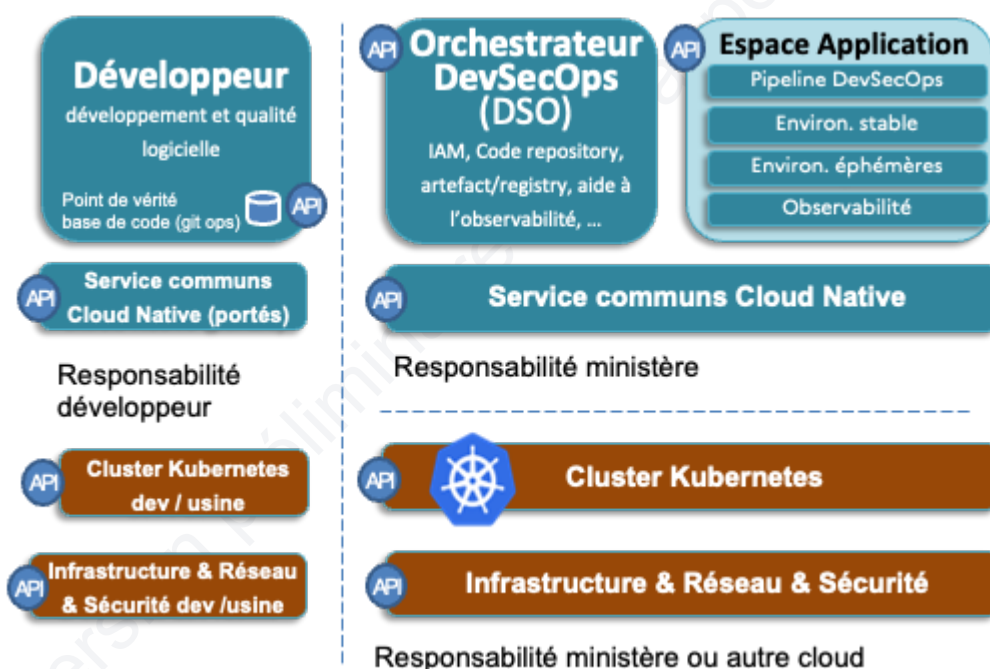 Développeur
développement et qualité
logicielle
Point de vérité
base de code (git ops)
API
API
Service communs
Cloud Native (portés)
Responsabilité
développeur
API
Cluster Kubernetes
dev / usine
API
Infrastructure & Réseau
& Sécurité dev /usine
API
Orchestrateur
DevSecOps
(DSO)
IAM, Code repository,
artefact/registry, aide à
l'observabilité, ...
API
Espace Application
Pipeline DevSecOps
Environ. stable
Environ. éphémères
Observabilité
API
Service communs Cloud Native
Responsabilité ministère
API
Cluster Kubernetes
API
Infrastructure & Réseau & Sécurité
Responsabilité ministère ou autre cloud